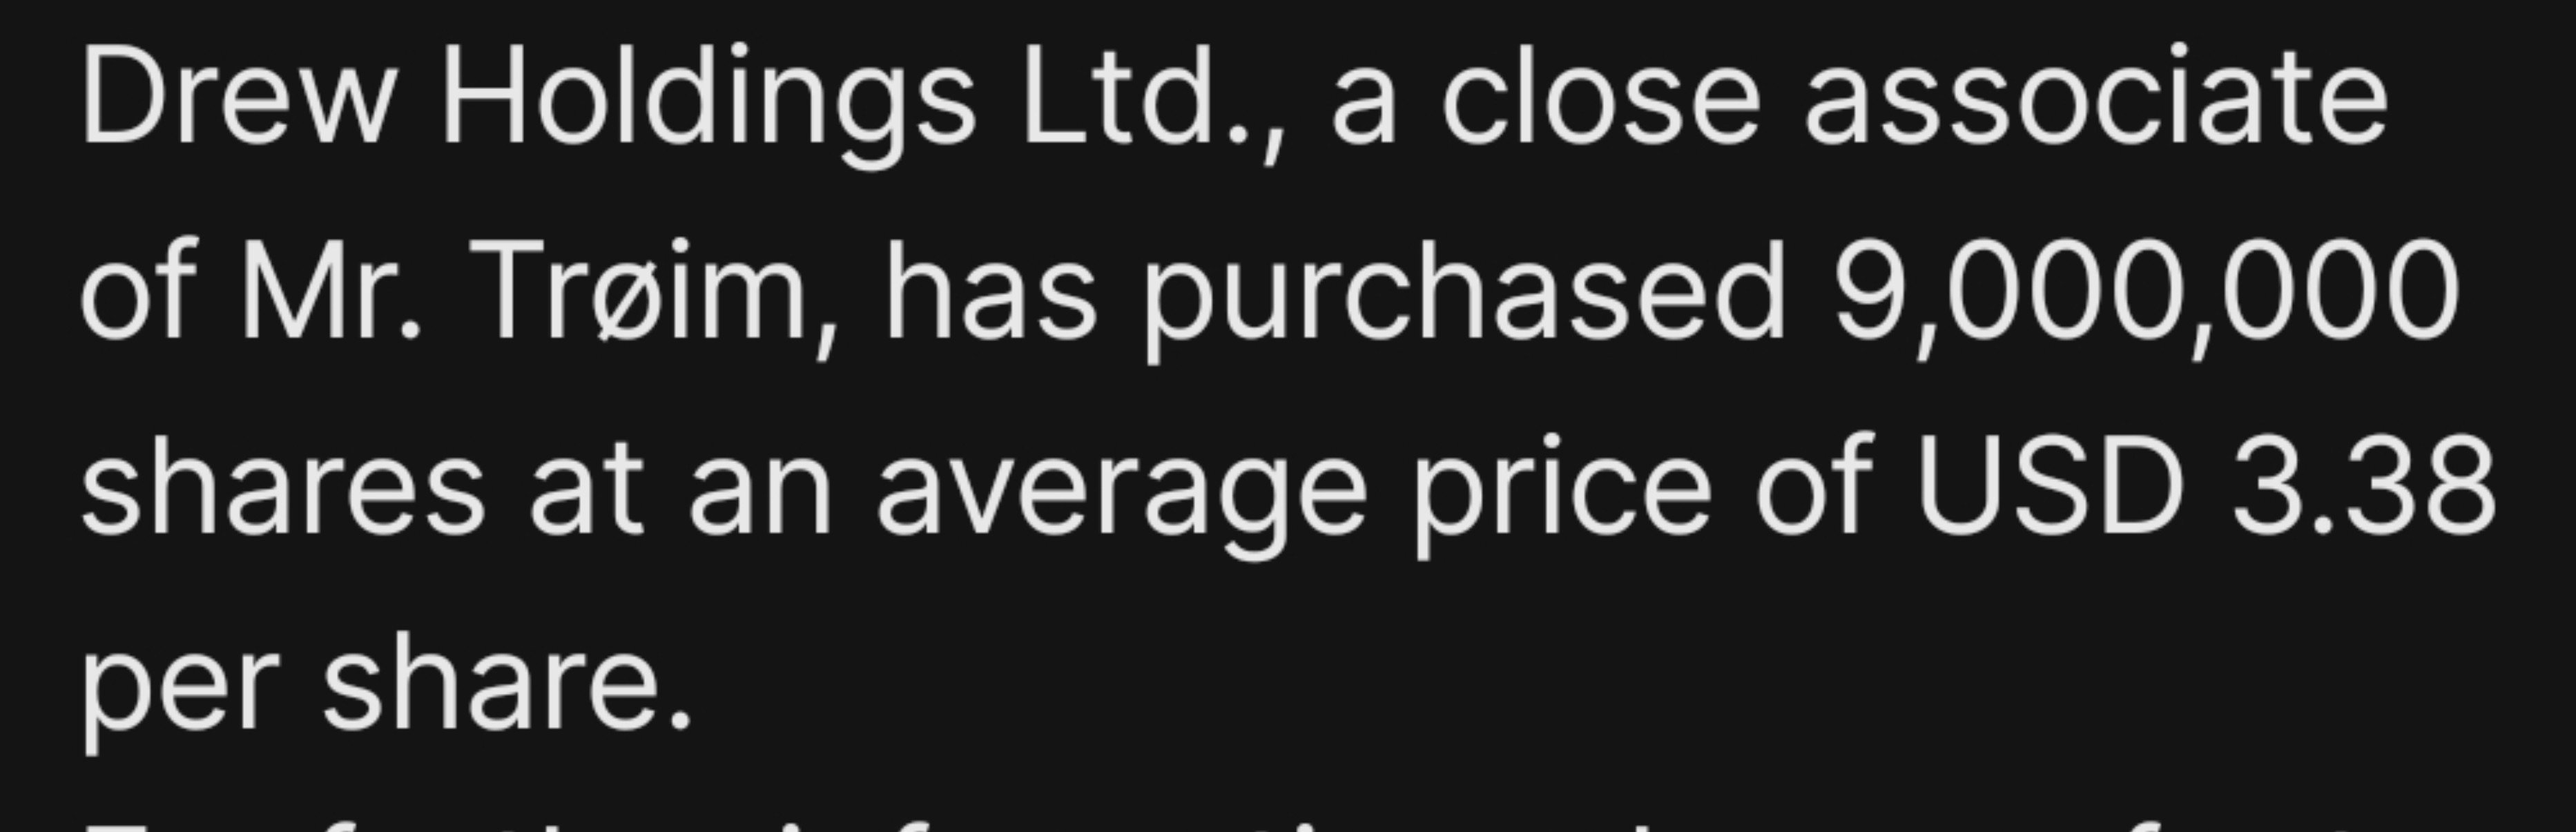 Drew Holdings Ltd., a close associate
of Mr. Trøim, has purchased 9,000,000
shares at an average price of USD 3.38
per share.